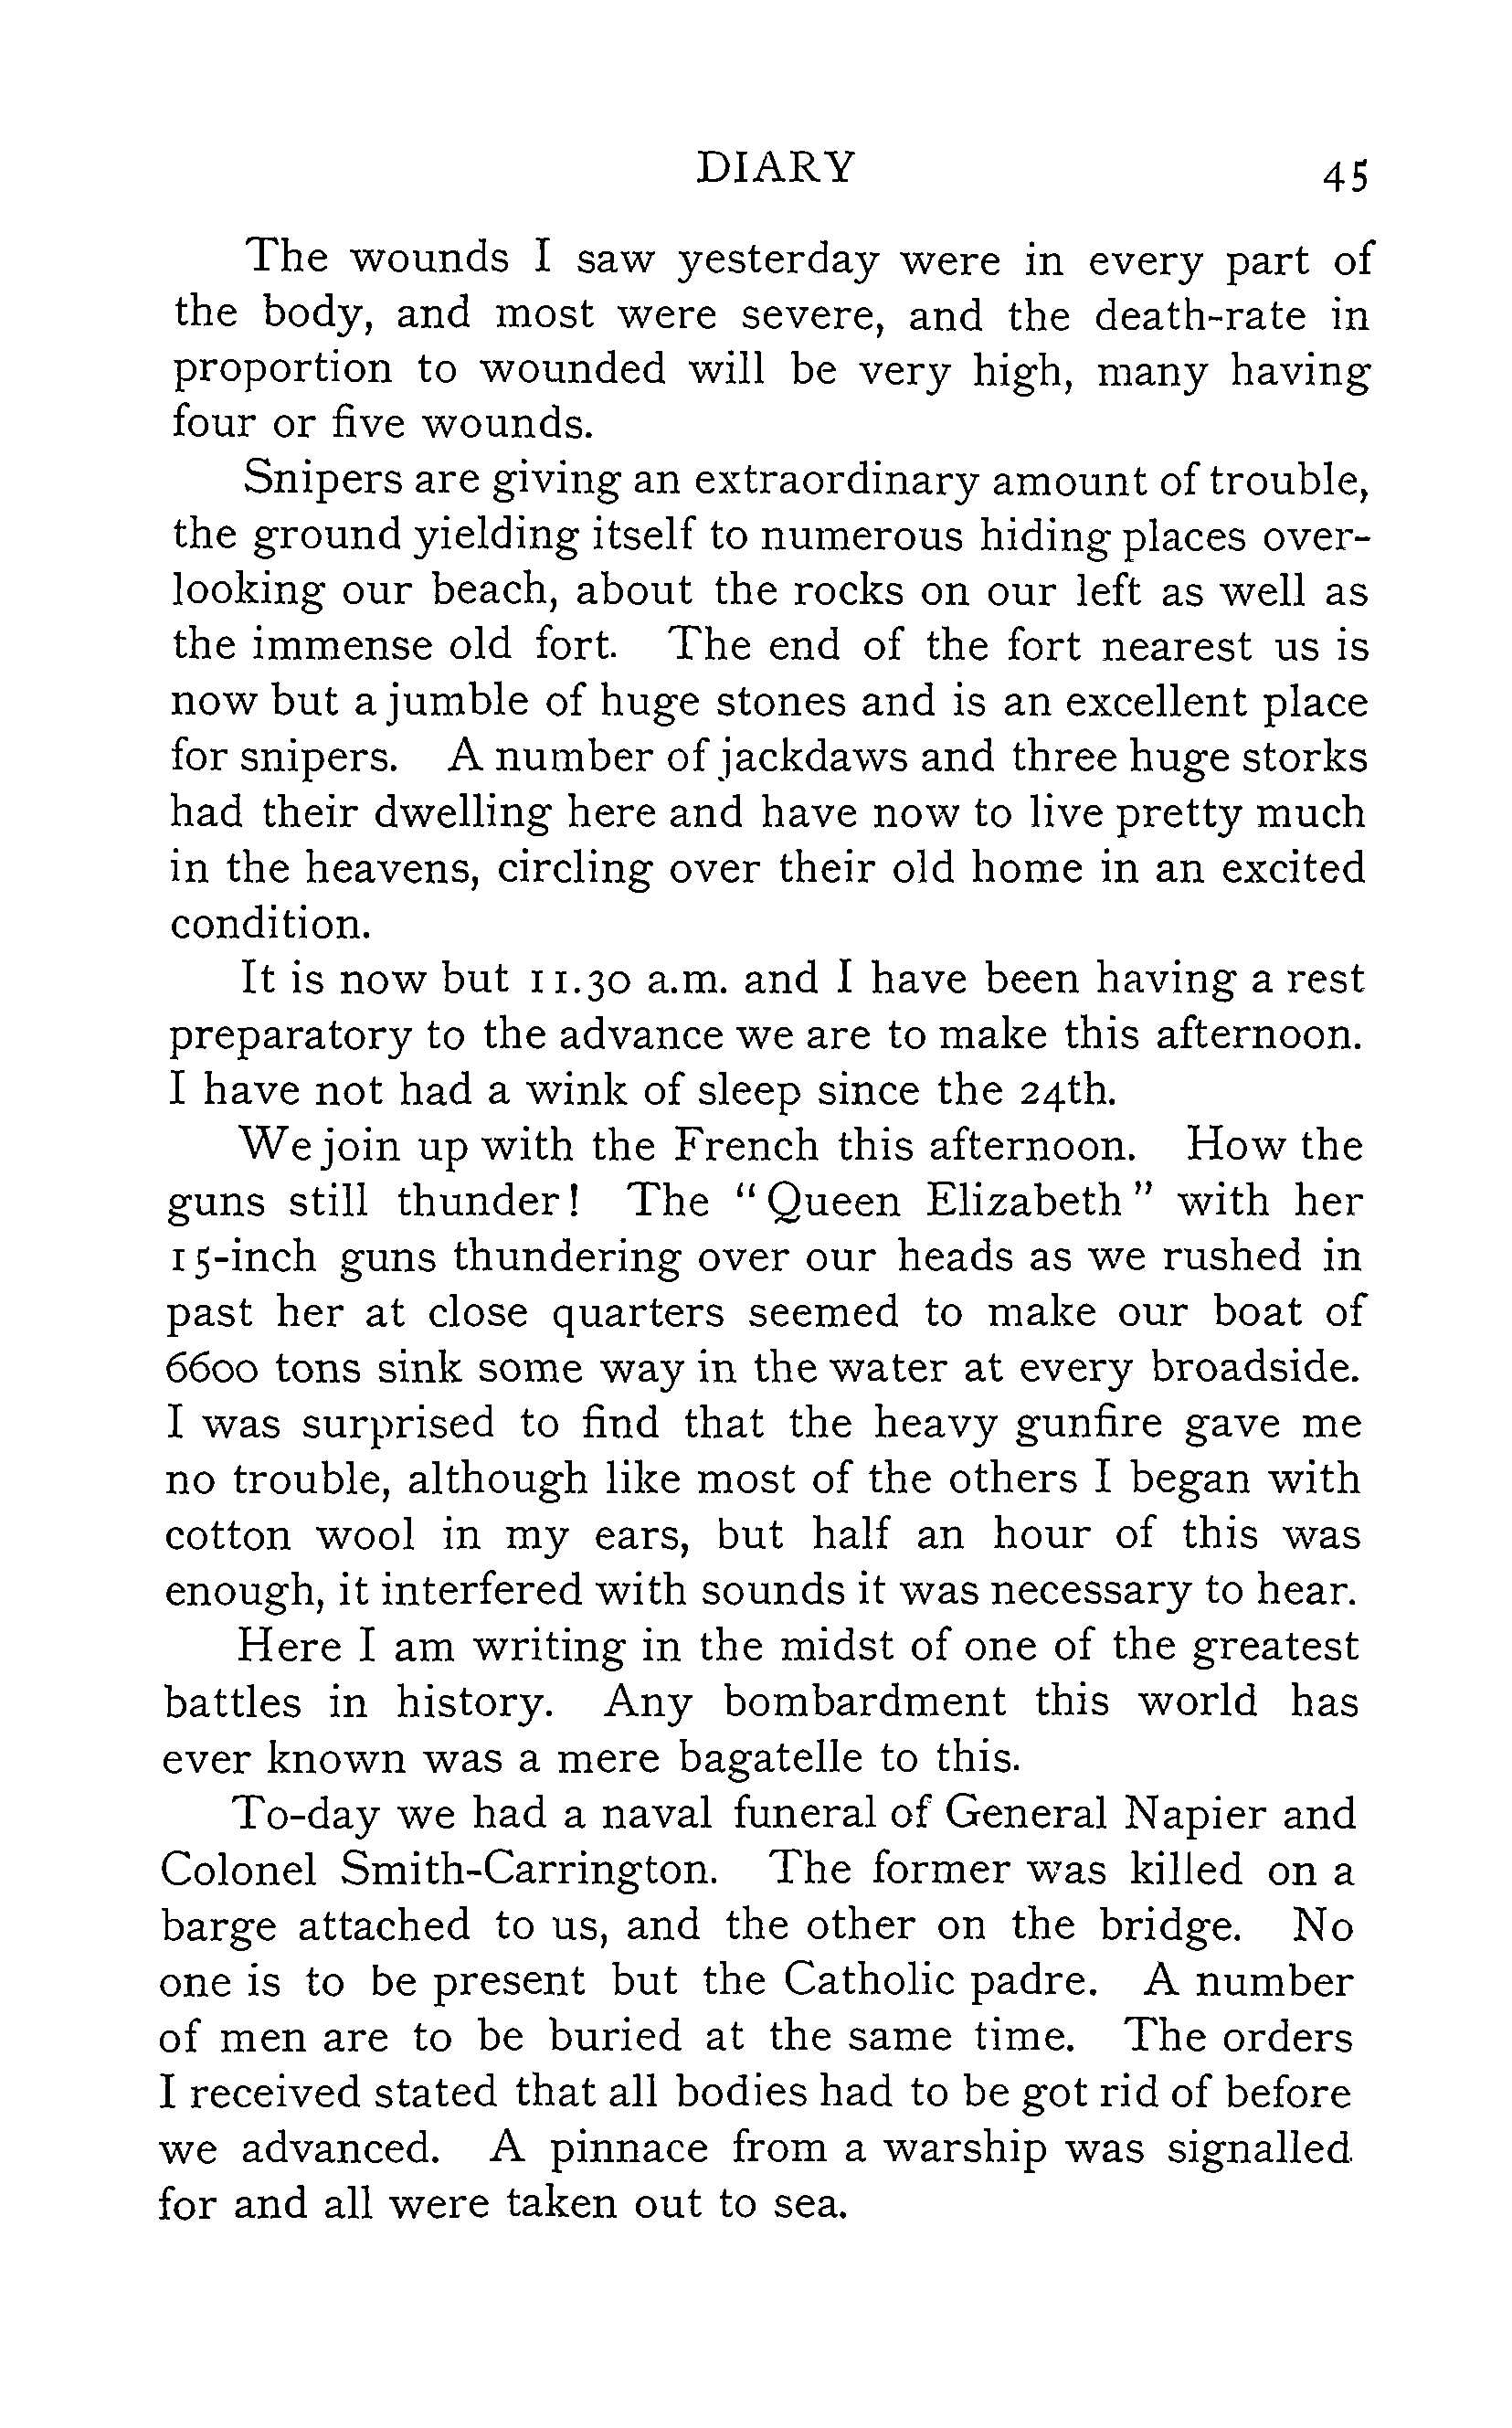 DIARY 45
The wounds I saw yesterday were in every part of
the body, and most were severe, and the death-rate in
proportion to wounded will be very high, many having
four or five wounds.
Snipers are giving an extraordinary amount of trouble,
the ground yielding itself to numerous hiding places over-
looking our beach, about the rocks on our left as well as
the immense old fort. The end of the fort nearest us is
now but a jumble of huge stones and is an excellent place
for snipers. A number of jackdaws and three huge storks
had their dwelling here and have now to live pretty much
in the heavens, circling over their old home in an excited
condition.
It is now but 11.30 a.m. and I have been having a rest
preparatory to the advance we are to make this afternoon.
I have not had a wink of sleep since the 24th.
We join up with the French this afternoon. How the
guns still thunder! The "Queen Elizabeth" with her
15-inch guns thundering over our heads as we rushed in
past her at close quarters seemed to make our boat of
6600 tons sink some way in the water at every broadside.
I was surprised to find that the heavy gunfire gave me
no trouble, although like most of the others I began with
cotton wool in my ears, but half an hour of this was
enough, it interfered with sounds it was necessary to hear.
Here I am writing in the midst of one of the greatest
battles in history. Any bombardment this world has
ever known was a mere bagatelle to this.
To-day we had a naval funeral of General Napier and
Colonel Smith-Carrington. The former was killed on a
barge attached to us, and the other on the bridge. No
one is to be present but the Catholic padre. A number
of men are to be buried at the same time. The orders
I received stated that all bodies had to be got rid of before
we advanced. A pinnace from a warship was signalled
for and all were taken out to sea.